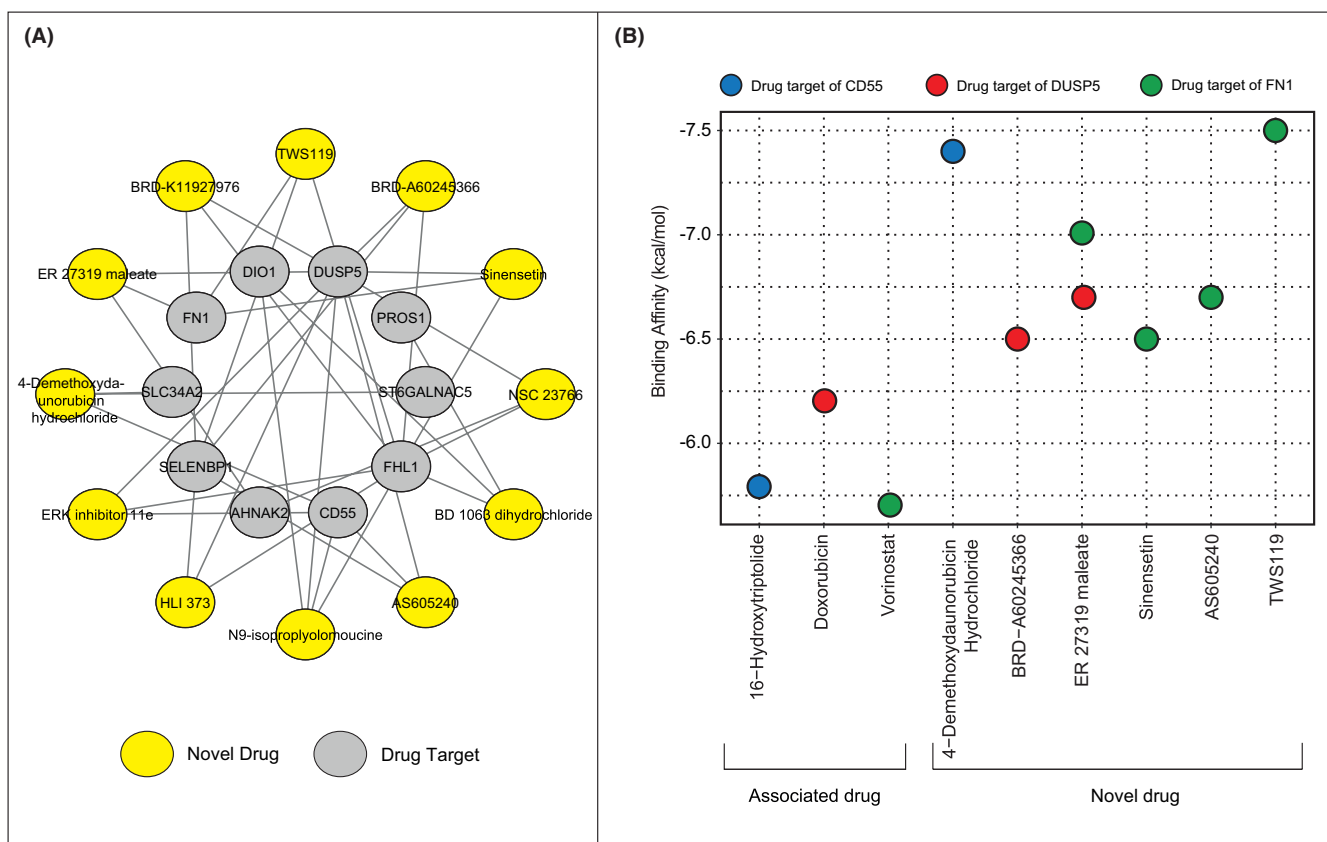 (A)
TWS119
BRD-K11927976
BRD-A60245366
ER 27319 maleate
DIO1
DUSP5
Sinensetin
FN1
PROS1
4-Demethoxyda-
unorubicin
hydrochloride
SLC34A2
ST6GALNAC5
NSC 23766
SELENBP1
FHL1
ERK inhibitor 11e
AHNAK2
CD55
BD 1063 dihydrochloride
HLI 373
AS605240
N9-isoproplyolomoucine
Novel Drug
Drug Target
(B)
Drug target of CD55
Drug target of DUSP5
Drug target of FN1
Binding Affinity (kcal/mol)
-7.5
-7.0
-6.5
-6.0
16−Hydroxytriptolide
Doxorubicin
Vorinostat
4−Demethoxydaunorubicin
Hydrochloride
BRD−A60245366
ER 27319 maleate
Sinensetin
AS605240
TWS119
Associated drug
Novel drug